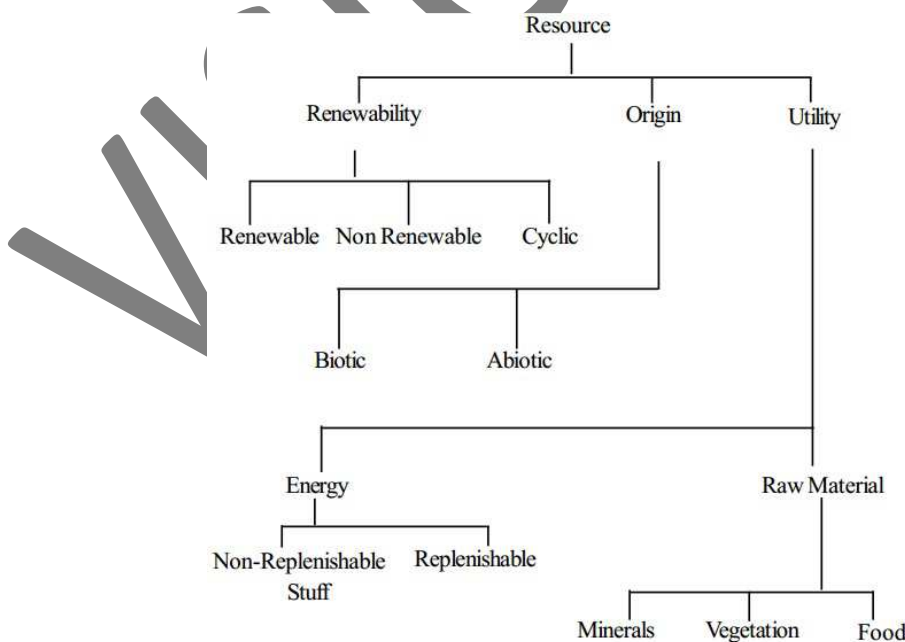 Resource
Renewability Origin Utility
Renewable Non Renewable Cyclic
Biotic Abiotic
Energy Raw Material
Non-Replenishable Replenishable
Stuff
Minerals Vegetation Food